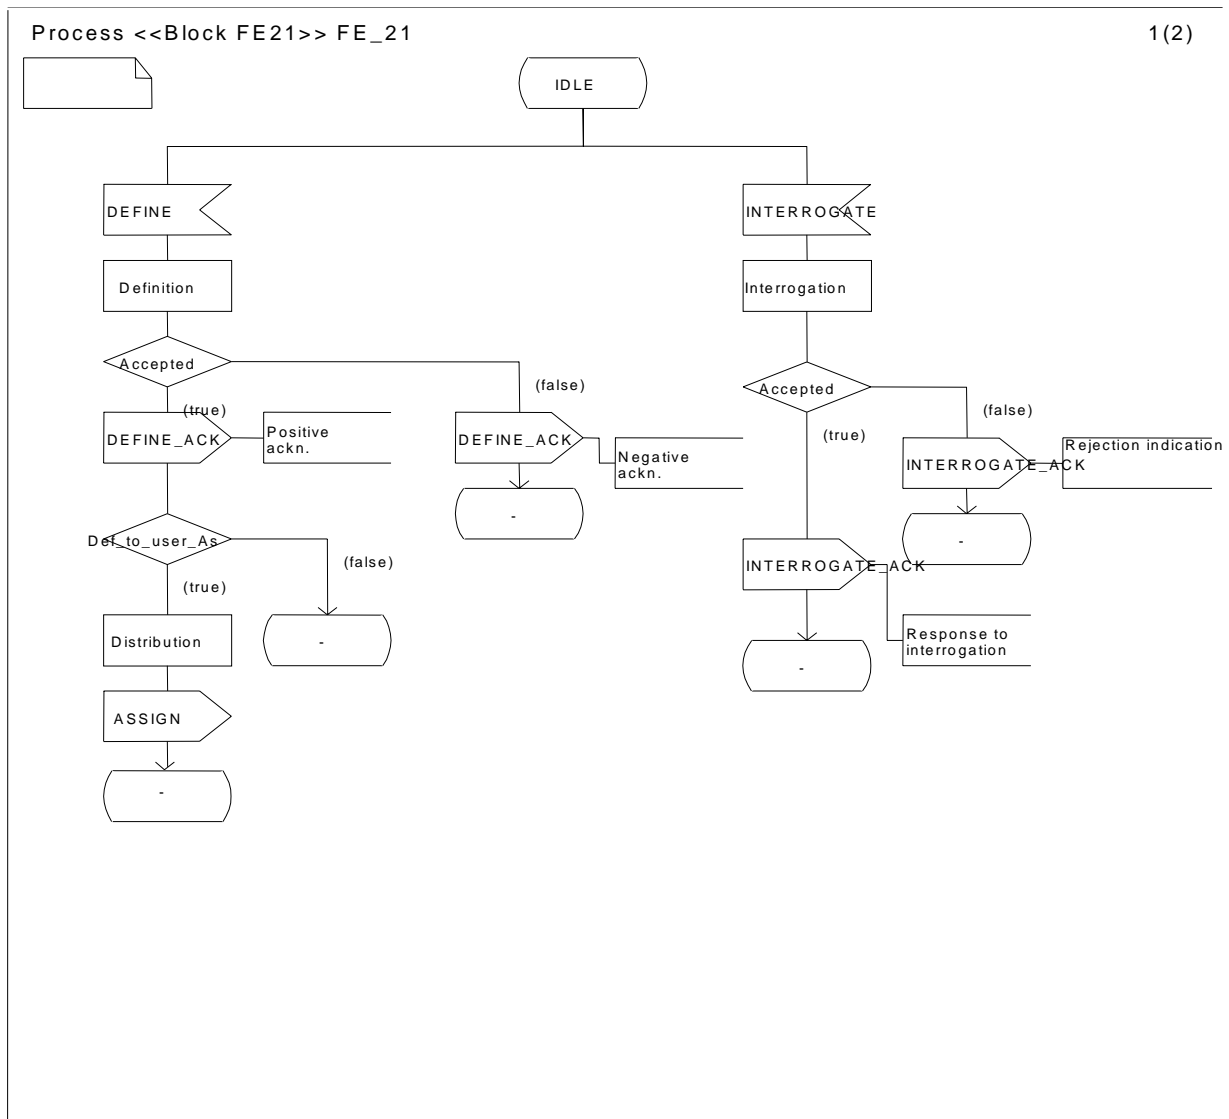 Process <<Block FE21>> FE_21
1(2)
IDLE
DEFINE
INTERROGATE
Definition
Interrogation
Accepted
(false)
Accepted
(true)
(false)
(true)
DEFINE_ACK
Positive
ackn.
DEFINE_ACK
Negative
ackn.
INTERROGATE_ACK
Rejection indication
-
Def_to_user_As
(false)
(true)
-
INTERROGATE_ACK
Distribution
-
-
Response to
interrogation
ASSIGN
-